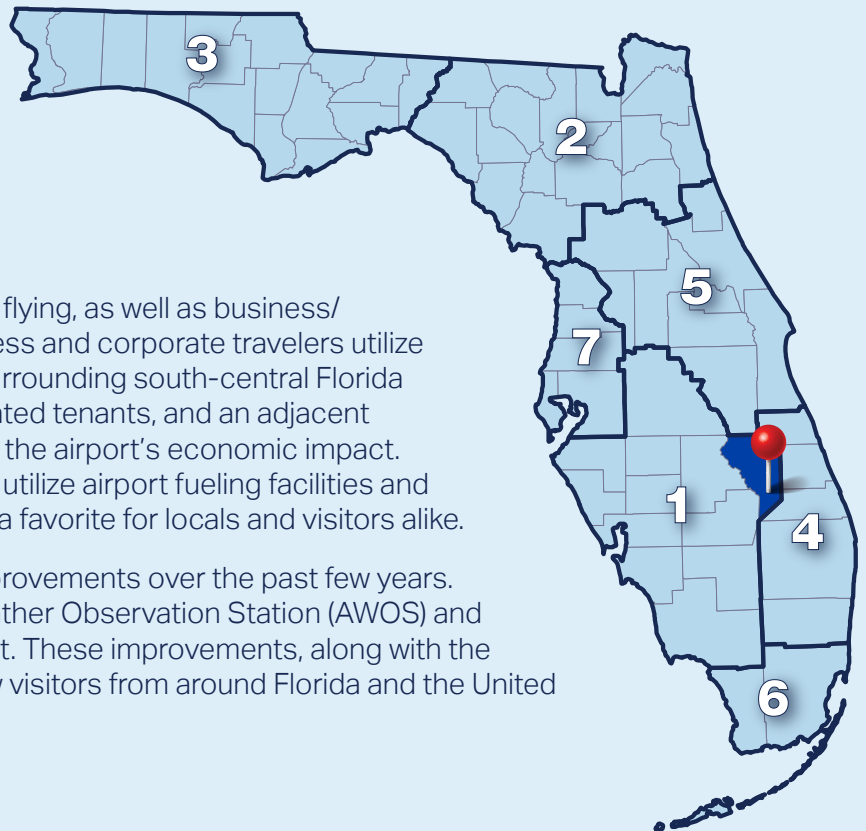 3
2
5
7
1
4
6
flying, as well as business/
ess and corporate travelers utilize
urrounding south-central Florida
ated tenants, and an adjacent
the airport's economic impact.
utilize airport fueling facilities and
a favorite for locals and visitors alike.
provements over the past few years.
ther Observation Station (AWOS) and
t. These improvements, along with the
v visitors from around Florida and the United